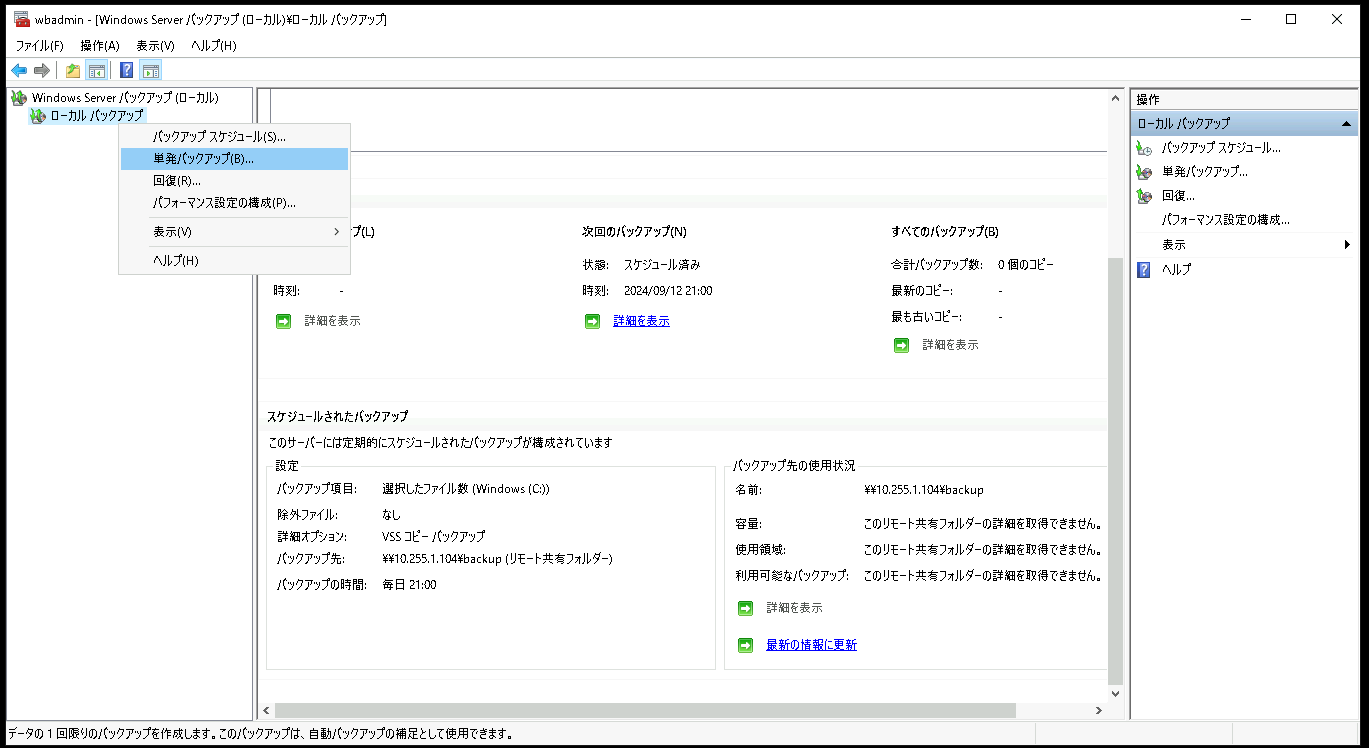 wbadmin - [Windows Server バックアップ (ローカル)¥ローカル バックアップ]
ファイル(F) 操作(A) 表示(V) ヘルプ(H)
Windows Server バックアップ (ローカル)
ローカル バックアップ
バックアップ スケジュール(S)...
単発バックアップ(B)...
回復(R)...
パフォーマンス設定の構成(P)...
表示(V)
ヘルプ(H)
プ(L)
時刻: -
詳細を表示
次回のバックアップ(N)
状態: スケジュール済み
時刻: 2024/09/12 21:00
詳細を表示
すべてのバックアップ(B)
合計バックアップ数: 0 個のコピー
最新のコピー: -
最も古いコピー: -
詳細を表示
スケジュールされたバックアップ
このサーバーには定期的にスケジュールされたバックアップが構成されています
設定
バックアップ項目: 選択したファイル数 (Windows (C:))
除外ファイル: なし
詳細オプション: VSS コピー バックアップ
バックアップ先: ¥¥10.255.1.104¥backup (リモート共有フォルダー)
バックアップの時間: 毎日 21:00
バックアップ先の使用状況
名前: ¥¥10.255.1.104¥backup
容量: このリモート共有フォルダーの詳細を取得できません。
使用領域: このリモート共有フォルダーの詳細を取得できません。
利用可能なバックアップ: このリモート共有フォルダーの詳細を取得できません。
詳細を表示
最新の情報に更新
操作
ローカル バックアップ
バックアップ スケジュール...
単発バックアップ...
回復...
パフォーマンス設定の構成...
表示
ヘルプ
データの 1 回限りのバックアップを作成します。このバックアップは、自動バックアップの補足として使用できます。